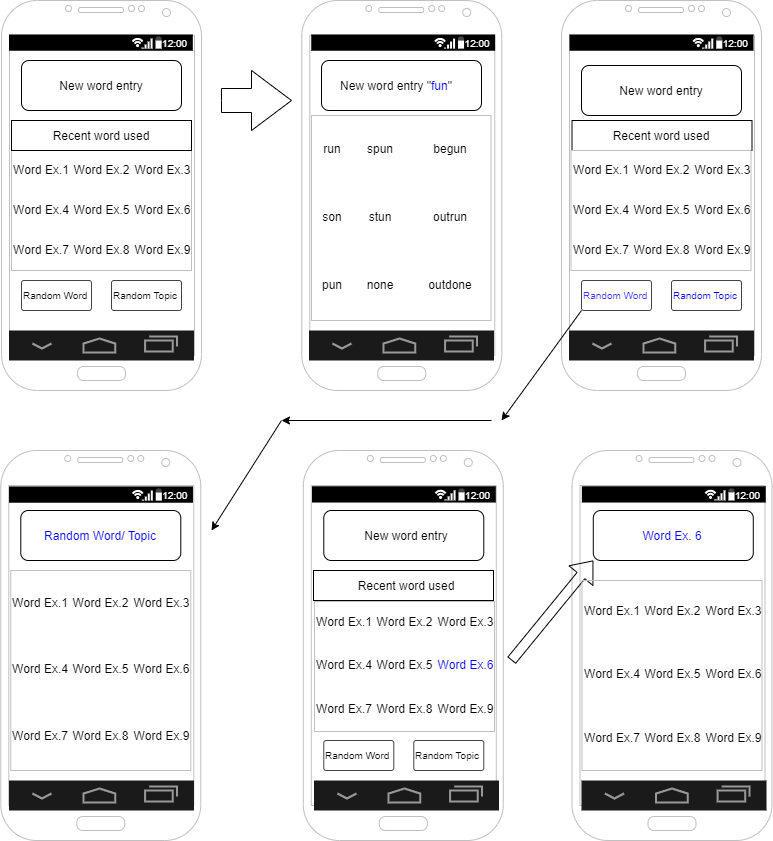 12:00
New word entry
Recent word used
Word Ex.1 Word Ex.2 Word Ex.3
Word Ex.4 Word Ex.5 Word Ex.6
Word Ex.7 Word Ex.8 Word Ex.9
Random Word Random Topic
12:00
New word entry "fun"
run spun begun
son stun outrun
pun none outdone
12:00
New word entry
Recent word used
Word Ex.1 Word Ex.2 Word Ex.3
Word Ex.4 Word Ex.5 Word Ex.6
Word Ex.7 Word Ex.8 Word Ex.9
Random Word Random Topic
12:00
Random Word/ Topic
Word Ex.1 Word Ex.2 Word Ex.3
Word Ex.4 Word Ex.5 Word Ex.6
Word Ex.7 Word Ex.8 Word Ex.9
12:00
New word entry
Recent word used
Word Ex.1 Word Ex.2 Word Ex.3
Word Ex.4 Word Ex.5 Word Ex.6
Word Ex.7 Word Ex.8 Word Ex.9
Random Word Random Topic
12:00
Word Ex. 6
Word Ex.1 Word Ex.2 Word Ex.3
Word Ex.4 Word Ex.5 Word Ex.6
Word Ex.7 Word Ex.8 Word Ex.9